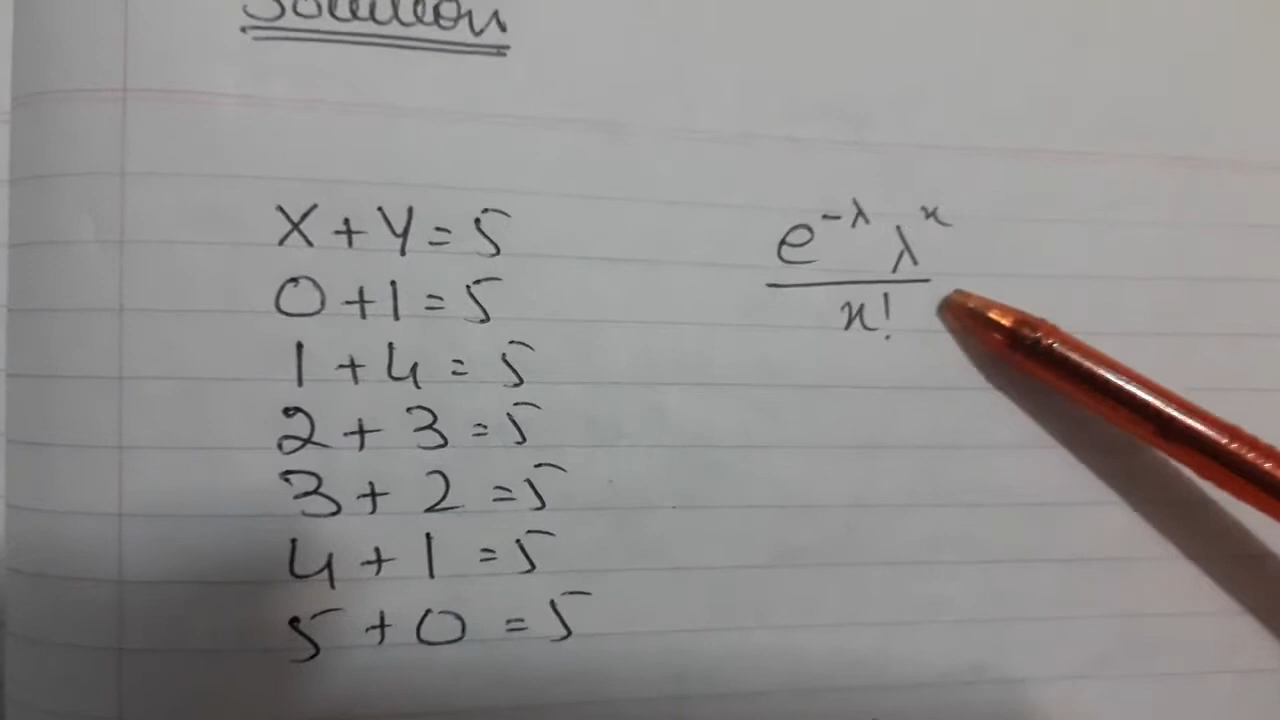 Solution
X + Y = 5
0 + 1 = 5
1 + 4 = 5
2 + 3 = 5
3 + 2 = 5
4 + 1 = 5
5 + 0 = 5
e^{-λ} λ^x
x!